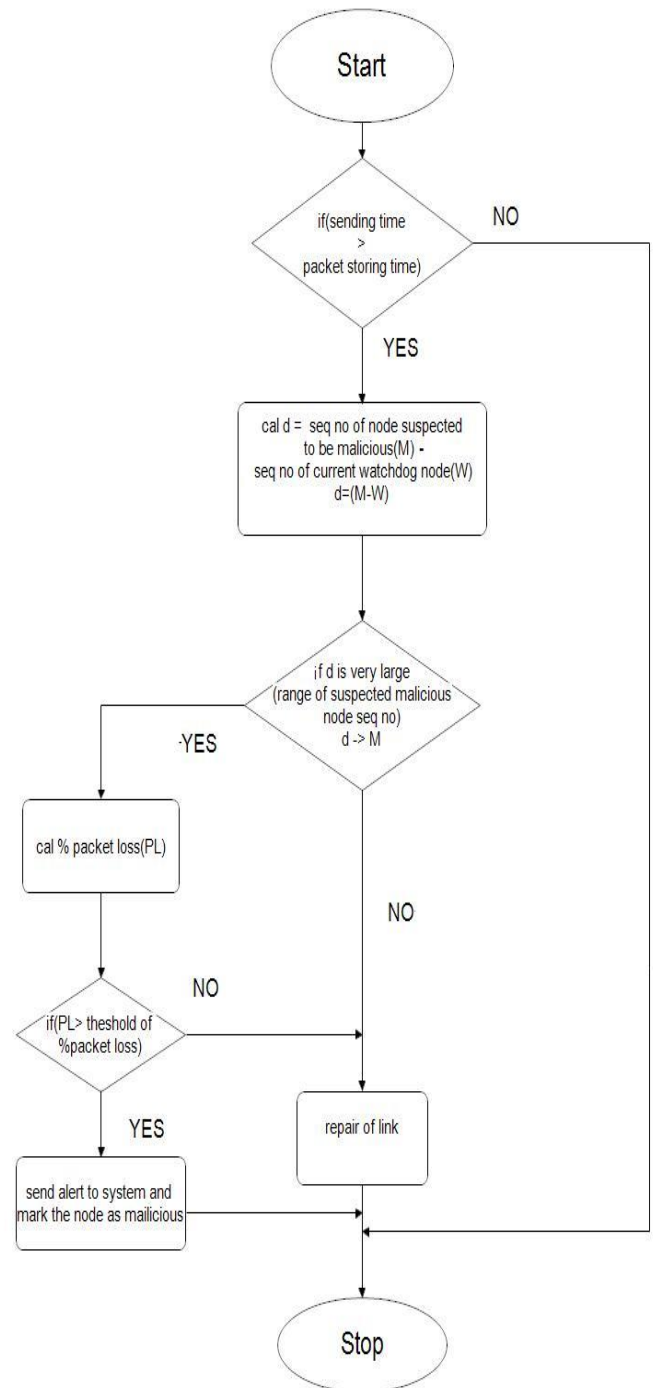 Start
if(sending time
>
packet storing time)
NO
YES
cal d = seq no of node suspected
to be malicious(M) -
seq no of current watchdog node(W)
d=(M-W)
if d is very large
(range of suspected malicious
node seq no)
d -> M
-YES
cal % packet loss(PL)
NO
if(PL> theshold of
%packet loss)
NO
YES
repair of link
send alert to system and
mark the node as mailicious
Stop